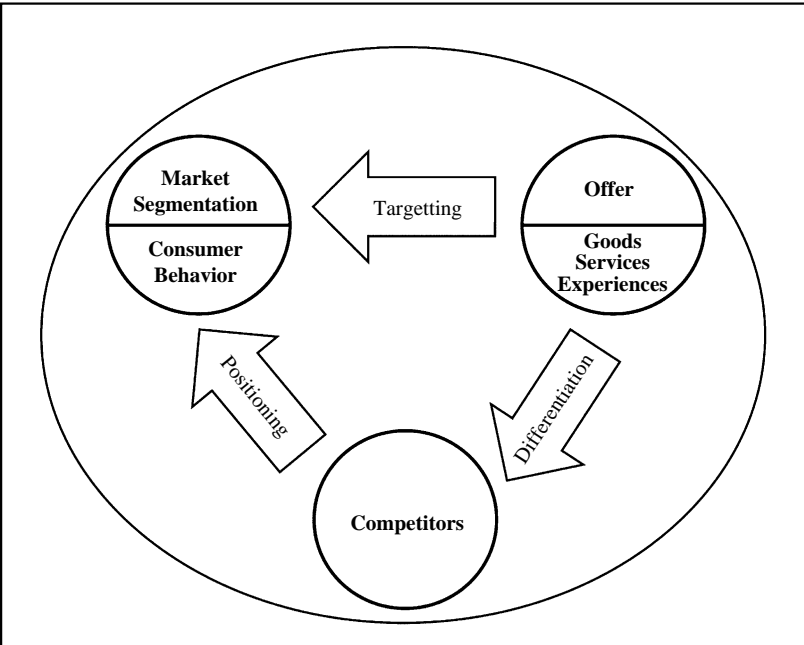 Market
Segmentation
Consumer
Behavior
Targetting
Offer
Goods
Services
Experiences
Positioning
Differentiation
Competitors